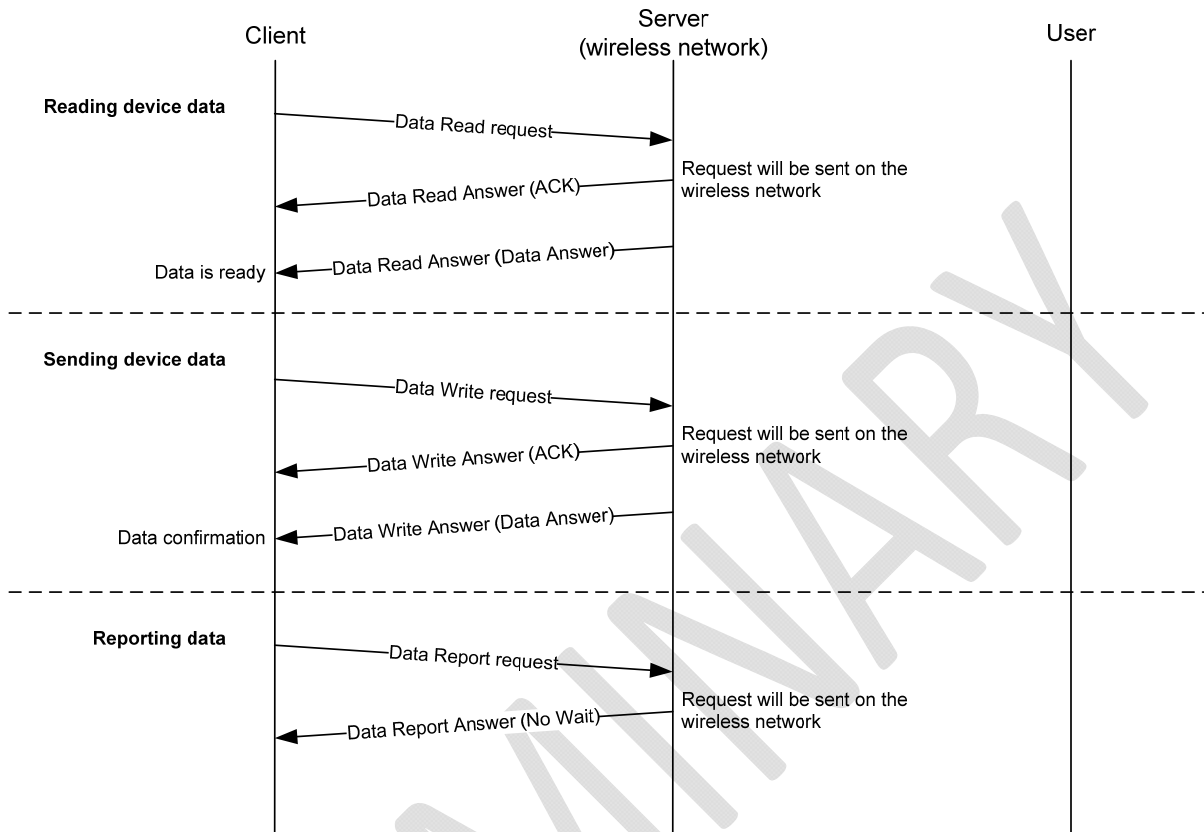 Client
Server
(wireless network)
User
Reading device data
Data Read request
Request will be sent on the
wireless network
Data Read Answer (ACK)
Data Read Answer (Data Answer)
Data is ready
Sending device data
Data Write request
Request will be sent on the
wireless network
Data Write Answer (ACK)
Data Write Answer (Data Answer)
Data confirmation
Reporting data
Data Report request
Request will be sent on the
wireless network
Data Report Answer (No Wait)
MINARY